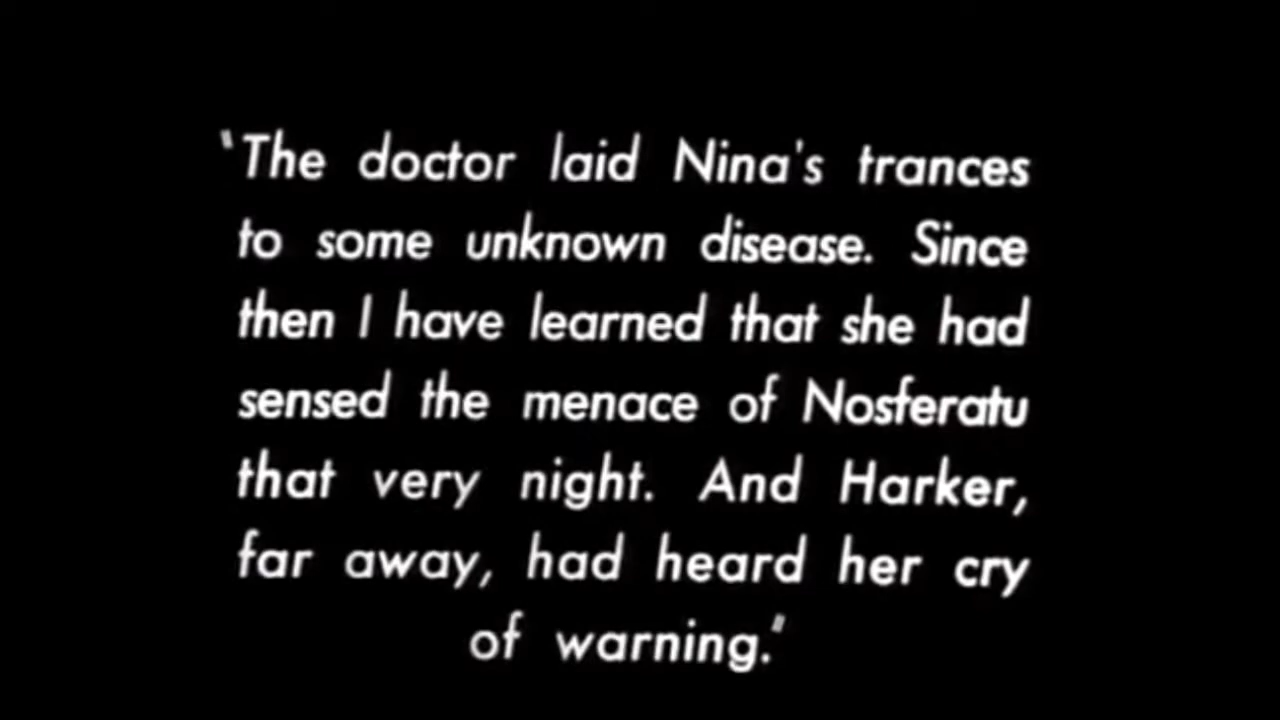 'The doctor laid Nina's trances
to some unknown disease. Since
then I have learned that she had
sensed the menace of Nosferatu
that very night. And Harker,
far away, had heard her cry
of warning.'